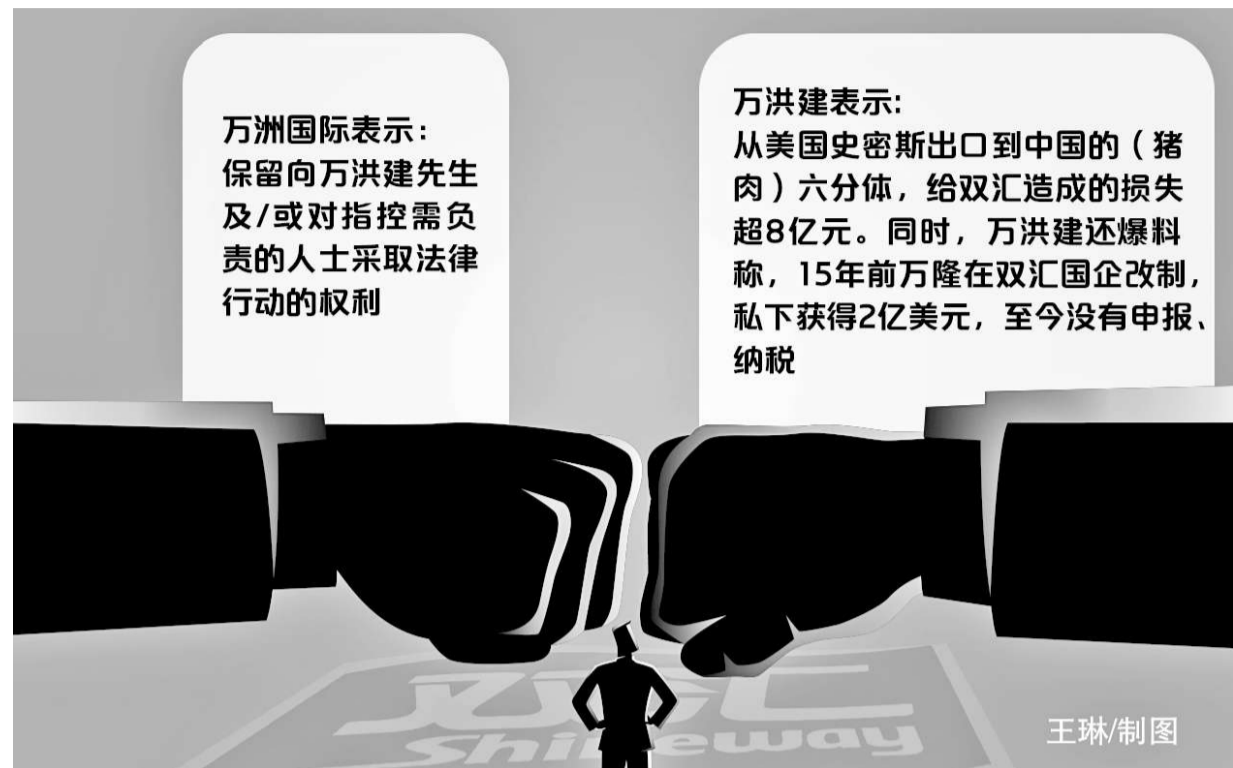 万洲国际表示：
保留向万洪建先生
及/或对指控需负
责的人士采取法律
行动的权利
万洪建表示:
从美国史密斯出口到中国的（猪
肉）六分体，给双汇造成的损失
超8亿元。同时，万洪建还爆料
称，15年前万隆在双汇国企改制，
私下获得2亿美元，至今没有申报、
纳税
双汇
Shineway
王琳/制图